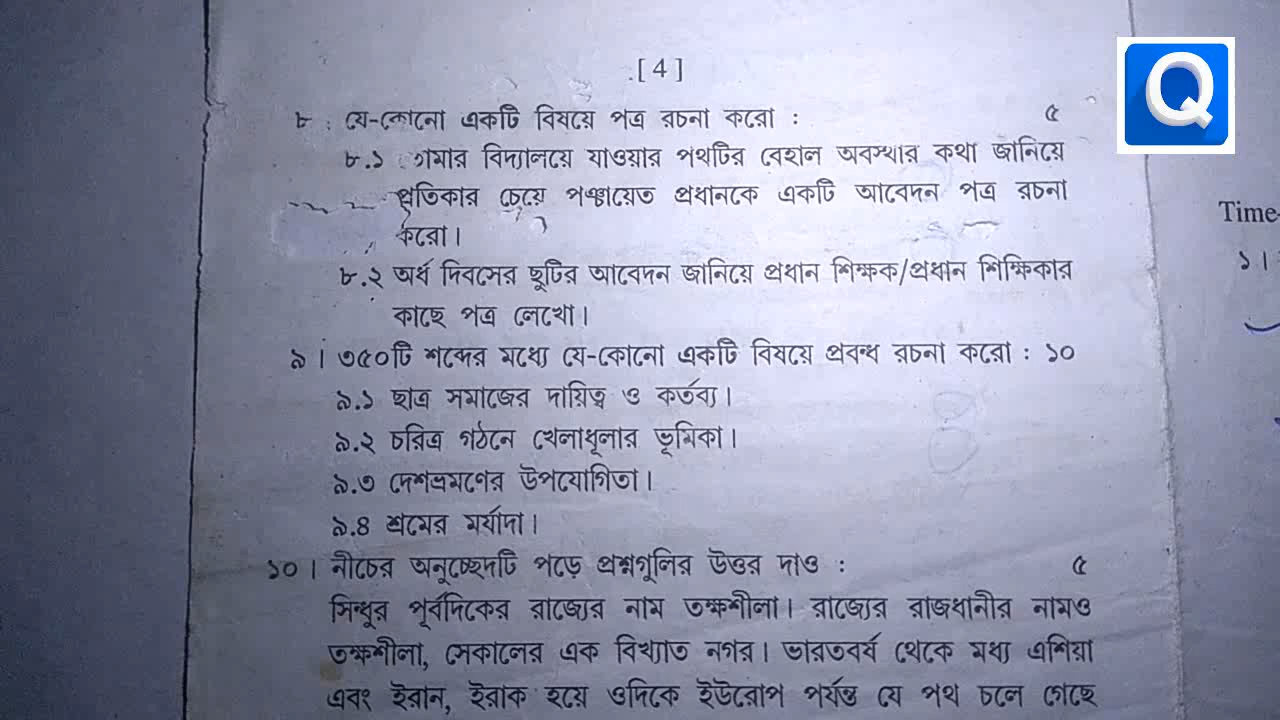 [ 4 ]
Q
৮ . যে-কোনো একটি বিষয়ে পত্র রচনা করো : ৫
৮.১ বিদ্যালয়ে যাওয়ার পথটির বেহাল অবস্থার কথা জানিয়ে
প্রতিকার চেয়ে পঞ্চায়েত প্রধানকে একটি আবেদন পত্র রচনা
করো।
৮.২ অর্ধ দিবসের ছুটির আবেদন জানিয়ে প্রধান শিক্ষক/প্রধান শিক্ষিকার
কাছে পত্র লেখো।
৯। ৩৫০টি শব্দের মধ্যে যে-কোনো একটি বিষয়ে প্রবন্ধ রচনা করো : ১০
৯.১ ছাত্র সমাজের দায়িত্ব ও কর্তব্য।
৯.২ চরিত্র গঠনে খেলাধূলার ভূমিকা।
৯.৩ দেশভ্রমণের উপযোগিতা।
৯.৪ শ্রমের মর্যাদা।
১০। নীচের অনুচ্ছেদটি পড়ে প্রশ্নগুলির উত্তর দাও : ৫
সিন্ধুর পূর্বদিকের রাজ্যের নাম তক্ষশীলা। রাজ্যের রাজধানীর নামও
তক্ষশীলা, সেকালের এক বিখ্যাত নগর। ভারতবর্ষ থেকে মধ্য এশিয়া
এবং ইরান, ইরাক হয়ে ওদিকে ইউরোপ পর্যন্ত যে পথ চলে গেছে
Time
১।